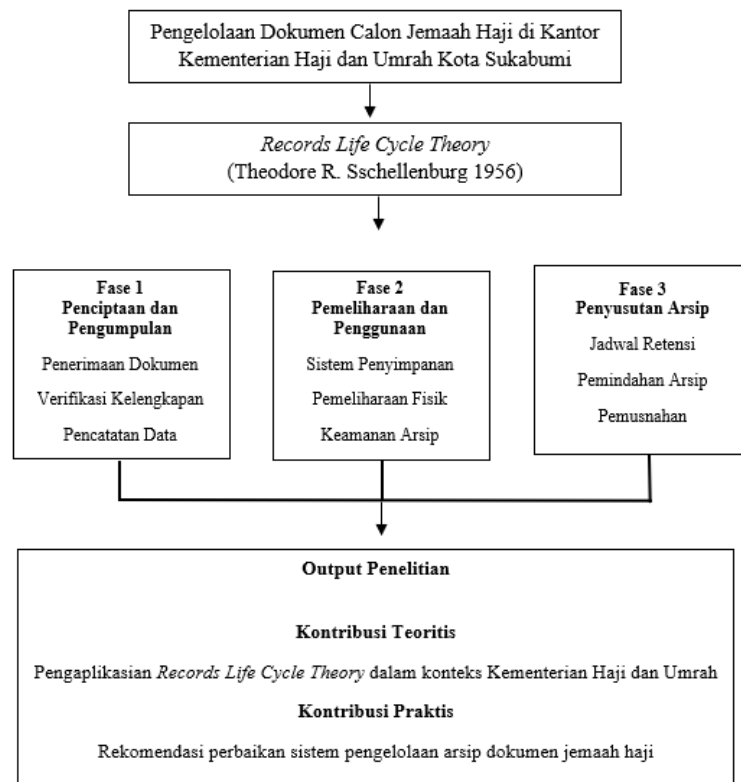 Pengelolaan Dokumen Calon Jemaah Haji di Kantor
Kementerian Haji dan Umrah Kota Sukabumi
Records Life Cycle Theory
(Theodore R. Sschellenburg 1956)
Fase 1
Penciptaan dan
Pengumpulan
Penerimaan Dokumen
Verifikasi Kelengkapan
Pencatatan Data
Fase 2
Pemeliharaan dan
Penggunaan
Sistem Penyimpanan
Pemeliharaan Fisik
Keamanan Arsip
Fase 3
Penyusutan Arsip
Jadwal Retensi
Pemindahan Arsip
Pemusnahan
Output Penelitian
Kontribusi Teoritis
Pengaplikasian Records Life Cycle Theory dalam konteks Kementerian Haji dan Umrah
Kontribusi Praktis
Rekomendasi perbaikan sistem pengelolaan arsip dokumen jemaah haji